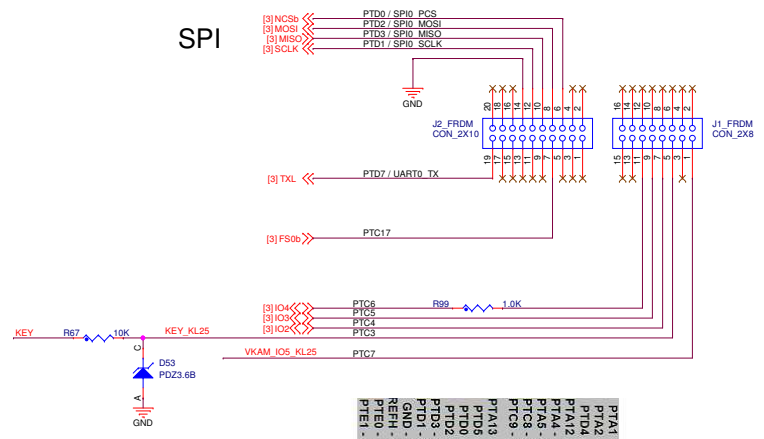 SPI
[3] NCSb PTD0 / SPI0_PCS
[3] MOSI PTD2 / SPI0_MOSI
[3] MISO PTD3 / SPI0_MISO
[3] SCLK PTD1 / SPI0_SCLK
GND
20 18 16 14 12 10 8 6 4 2
J2_FRDM
CON_2X10
19 17 15 13 11 9 7 5 3 1
16 14 12 10 8 6 4 2
J1_FRDM
CON_2X8
15 13 11 9 7 5 3 1
[3] TXL PTD7 / UART0_TX
[3] FS0b PTC17
[3] IO4 PTC6 R99 1.0K
[3] IO3 PTC5
[3] IO2 PTC4
KEY R67 10K KEY_KL25 PTC3
VKAM_IO5_KL25 PTC7
C
D53
PDZ3.6B
A
GND
PTE1 -
PTE0 -
REFH -
GND -
PTD1 -
PTD3 -
PTD2
PTD0
PTD5
PTA13
PTC9 -
PTC8 -
PTA5 -
PTA4 -
PTA12
PTD4
PTA2
PTA1